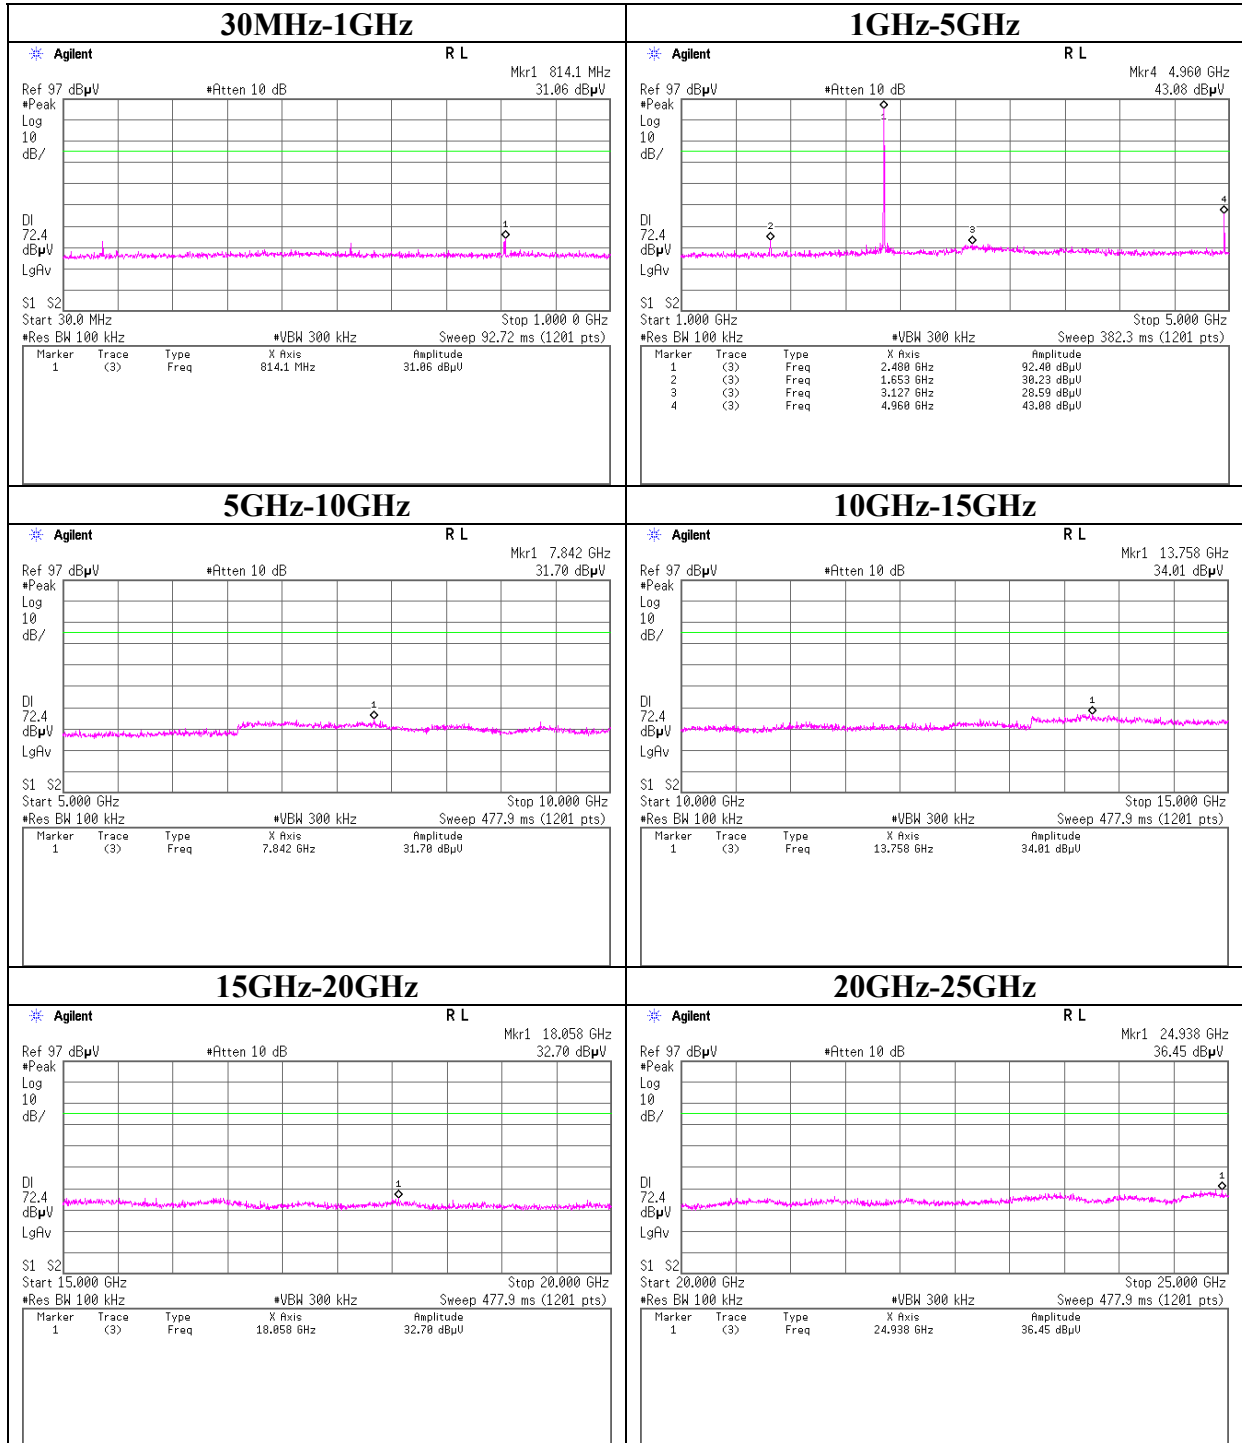 30MHz-1GHz
Agilent R L
Mkr1 814.1 MHz
Ref 97 dBµV #Atten 10 dB 31.06 dBµV
#Peak
Log
10
dB/
1
DI
72.4
dBµV
LgAv
S1 S2
Start 30.0 MHz Stop 1.000 0 GHz
#Res BW 100 kHz #VBW 300 kHz Sweep 92.72 ms (1201 pts)
Marker Trace Type X Axis Amplitude
1 (3) Freq 814.1 MHz 31.06 dBµV
1GHz-5GHz
Agilent R L
Mkr4 4.960 GHz
Ref 97 dBµV #Atten 10 dB 43.08 dBµV
#Peak
Log
10
dB/
1
2
3
4
DI
72.4
dBµV
LgAv
S1 S2
Start 1.000 GHz Stop 5.000 GHz
#Res BW 100 kHz #VBW 300 kHz Sweep 382.3 ms (1201 pts)
Marker Trace Type X Axis Amplitude
1 (3) Freq 2.480 GHz 92.40 dBµV
2 (3) Freq 1.653 GHz 30.23 dBµV
3 (3) Freq 3.127 GHz 28.59 dBµV
4 (3) Freq 4.960 GHz 43.08 dBµV
5GHz-10GHz
Agilent R L
Mkr1 7.842 GHz
Ref 97 dBµV #Atten 10 dB 31.70 dBµV
#Peak
Log
10
dB/
1
DI
72.4
dBµV
LgAv
S1 S2
Start 5.000 GHz Stop 10.000 GHz
#Res BW 100 kHz #VBW 300 kHz Sweep 477.9 ms (1201 pts)
Marker Trace Type X Axis Amplitude
1 (3) Freq 7.842 GHz 31.70 dBµV
10GHz-15GHz
Agilent R L
Mkr1 13.758 GHz
Ref 97 dBµV #Atten 10 dB 34.01 dBµV
#Peak
Log
10
dB/
1
DI
72.4
dBµV
LgAv
S1 S2
Start 10.000 GHz Stop 15.000 GHz
#Res BW 100 kHz #VBW 300 kHz Sweep 477.9 ms (1201 pts)
Marker Trace Type X Axis Amplitude
1 (3) Freq 13.758 GHz 34.01 dBµV
15GHz-20GHz
Agilent R L
Mkr1 18.058 GHz
Ref 97 dBµV #Atten 10 dB 32.70 dBµV
#Peak
Log
10
dB/
1
DI
72.4
dBµV
LgAv
S1 S2
Start 15.000 GHz Stop 20.000 GHz
#Res BW 100 kHz #VBW 300 kHz Sweep 477.9 ms (1201 pts)
Marker Trace Type X Axis Amplitude
1 (3) Freq 18.058 GHz 32.70 dBµV
20GHz-25GHz
Agilent R L
Mkr1 24.938 GHz
Ref 97 dBµV #Atten 10 dB 36.45 dBµV
#Peak
Log
10
dB/
1
DI
72.4
dBµV
LgAv
S1 S2
Start 20.000 GHz Stop 25.000 GHz
#Res BW 100 kHz #VBW 300 kHz Sweep 477.9 ms (1201 pts)
Marker Trace Type X Axis Amplitude
1 (3) Freq 24.938 GHz 36.45 dBµV